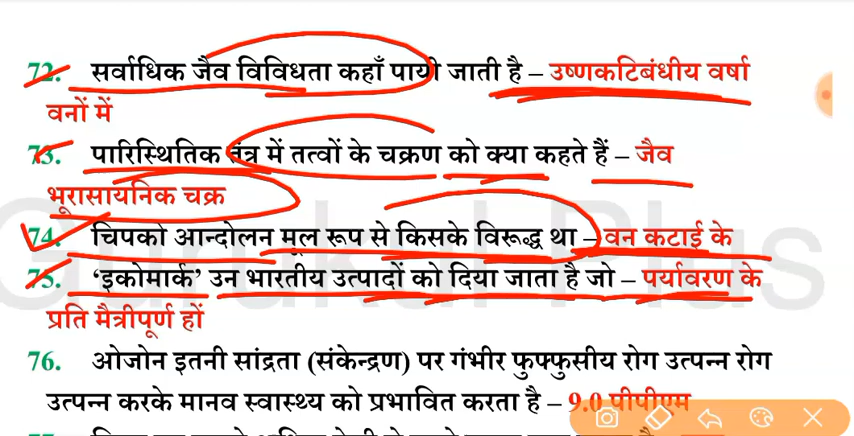 72. सर्वाधिक जैव विविधता कहाँ पायी जाती है – उष्णकटिबंधीय वर्षा
वनों में
73. पारिस्थितिक तंत्र में तत्वों के चक्रण को क्या कहते हैं – जैव
भूरासायनिक चक्र
74. चिपको आन्दोलन मूल रूप से किसके विरूद्ध था – वन कटाई के
75. ‘इकोमार्क’ उन भारतीय उत्पादों को दिया जाता है जो – पर्यावरण के
प्रति मैत्रीपूर्ण हों
76. ओजोन इतनी सांद्रता (संकेन्द्रण) पर गंभीर फुफ्फुसीय रोग उत्पन्न रोग
उत्पन्न करके मानव स्वास्थ्य को प्रभावित करता है – 9.0 पीपीएम